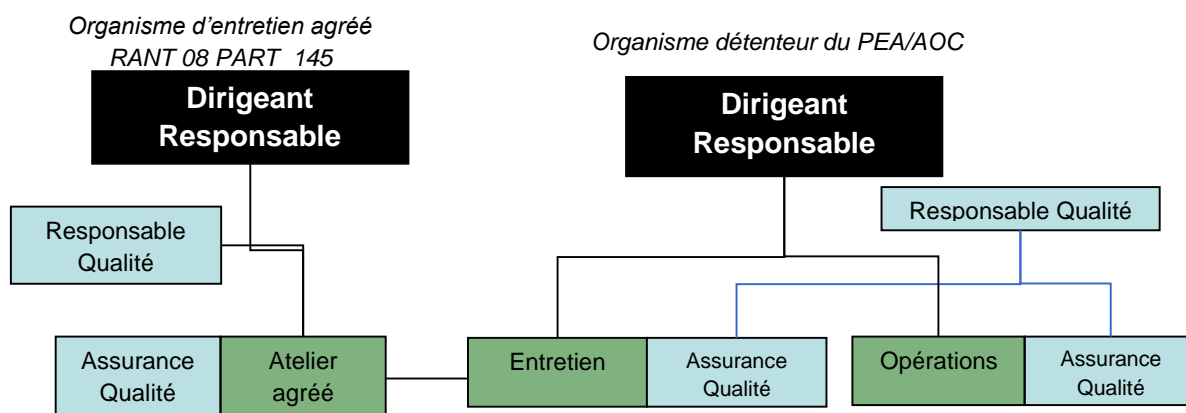 Organisme d’entretien agréé
RANT 08 PART 145
Organisme détenteur du PEA/AOC
Dirigeant
Responsable
Dirigeant
Responsable
Responsable
Qualité
Responsable Qualité
Assurance
Qualité
Atelier
agréé
Entretien
Assurance
Qualité
Opérations
Assurance
Qualité